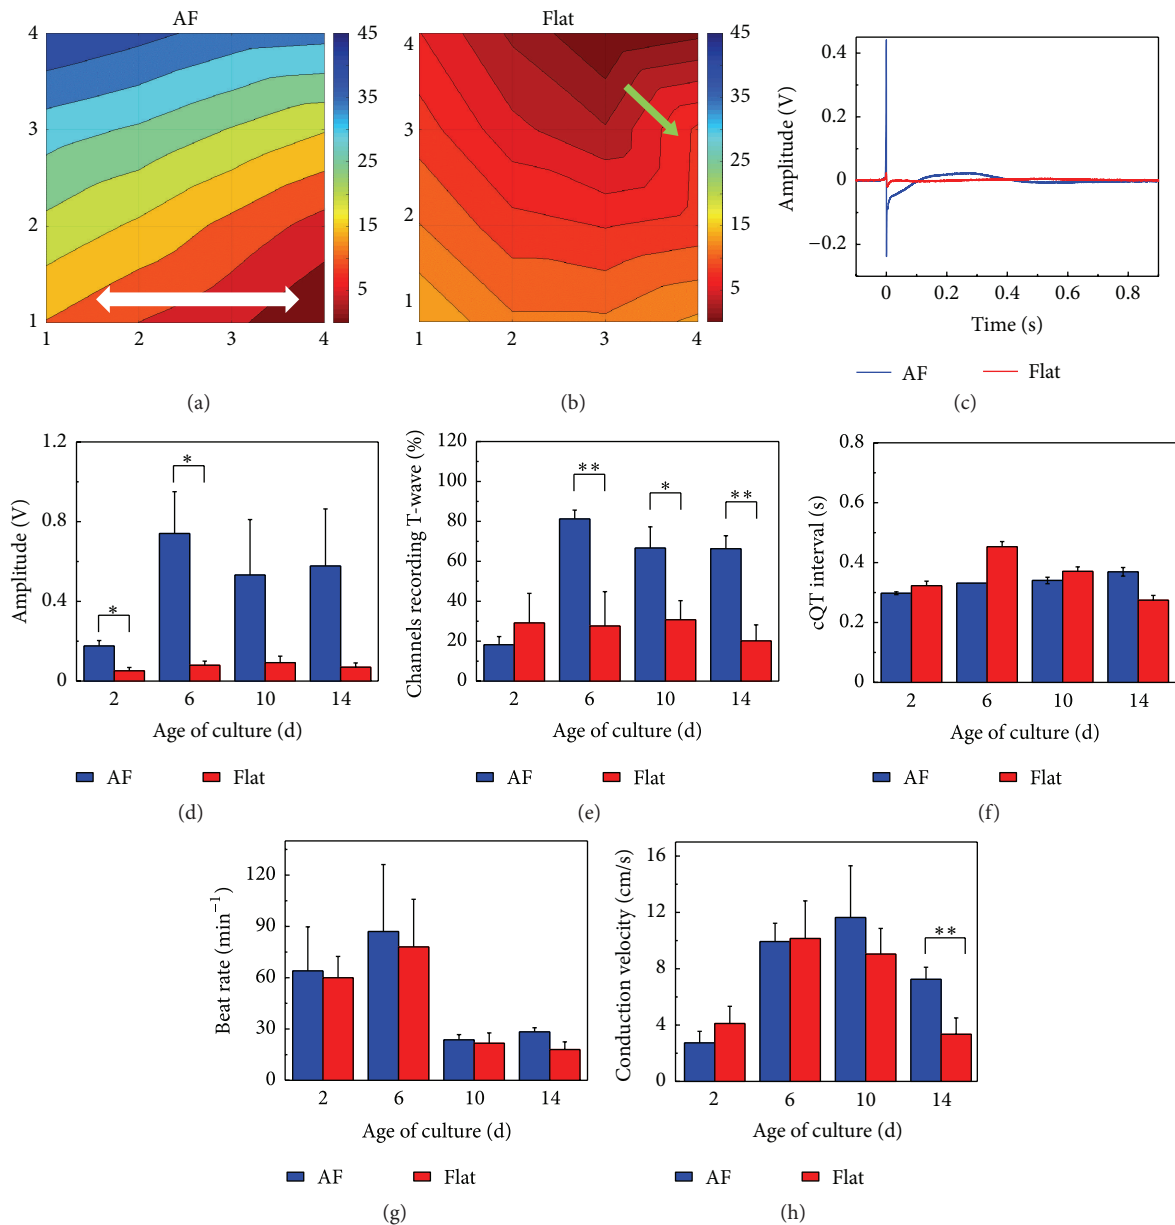 AF
4
3
2
1
1
2
3
4
45
35
25
15
5
(a)
Flat
4
3
2
1
1
2
3
4
45
35
25
15
5
(b)
Amplitude (V)
0.4
0.2
0
−0.2
0
0.2
0.4
0.6
0.8
Time (s)
AF
Flat
(c)
Amplitude (V)
1.2
0.8
0.4
0
*
*
2
6
10
14
Age of culture (d)
AF
Flat
(d)
Channels recording T-wave (%)
120
100
80
60
40
20
0
**
*
**
2
6
10
14
Age of culture (d)
AF
Flat
(e)
cQT interval (s)
0.8
0.6
0.4
0.2
0
2
6
10
14
Age of culture (d)
AF
Flat
(f)
Beat rate (min−1)
120
90
60
30
0
2
6
10
14
Age of culture (d)
AF
Flat
(g)
Conduction velocity (cm/s)
16
12
8
4
0
**
2
6
10
14
Age of culture (d)
AF
Flat
(h)